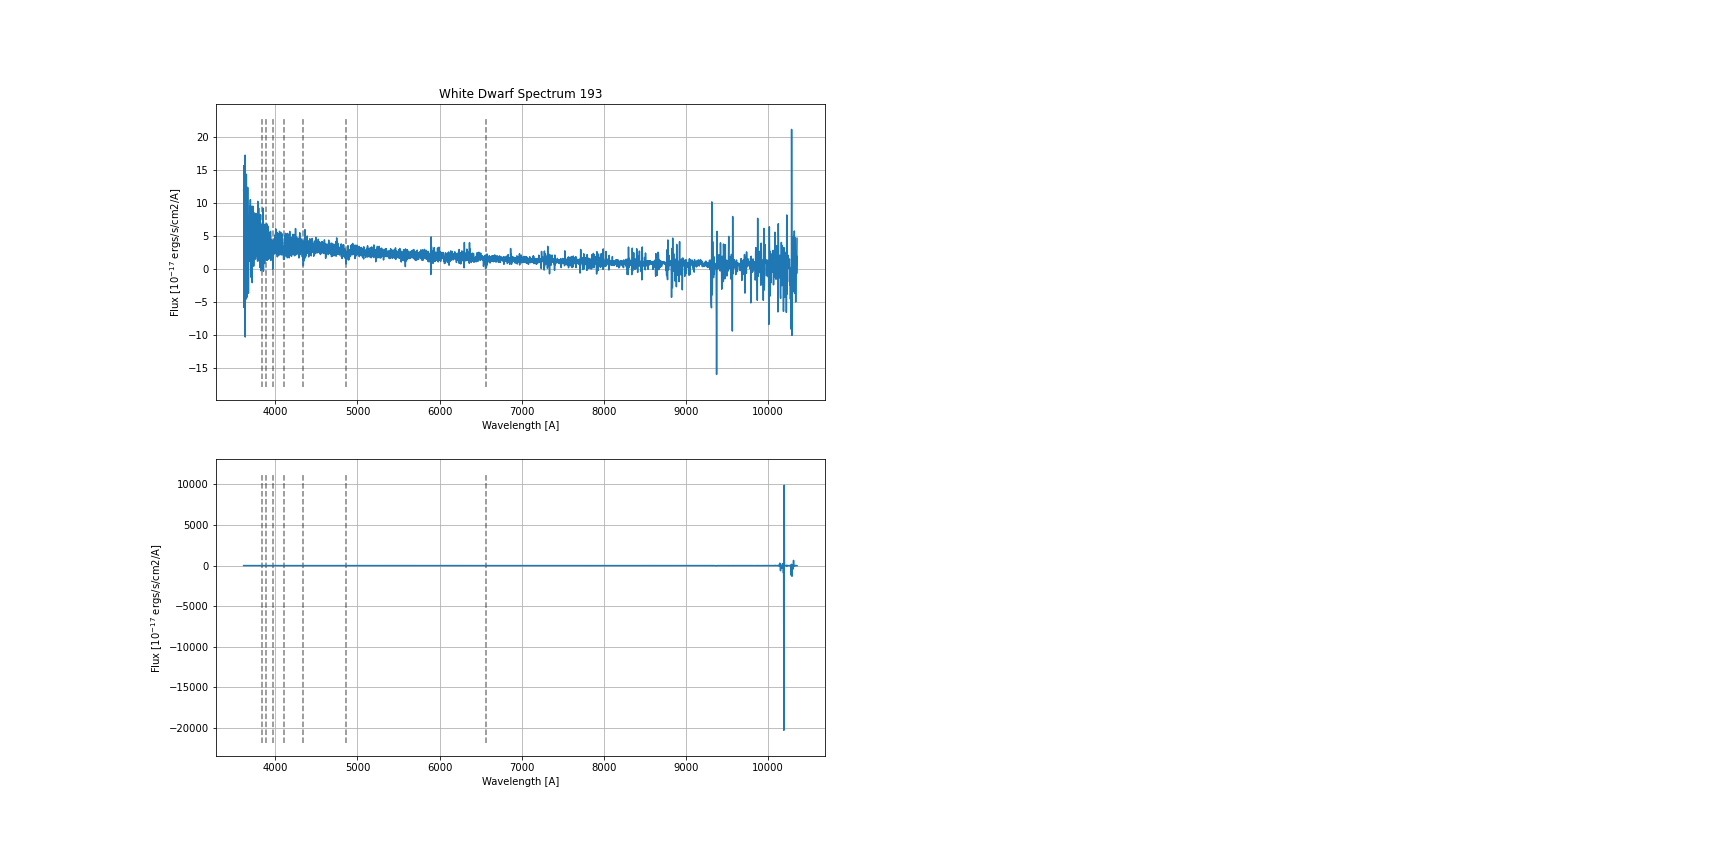 White Dwarf Spectrum 193
20
15
10
5
0
−5
−10
−15
Flux [10⁻¹⁷ ergs/s/cm2/A]
4000 5000 6000 7000 8000 9000 10000
Wavelength [A]
10000
5000
0
−5000
−10000
−15000
−20000
Flux [10⁻¹⁷ ergs/s/cm2/A]
4000 5000 6000 7000 8000 9000 10000
Wavelength [A]